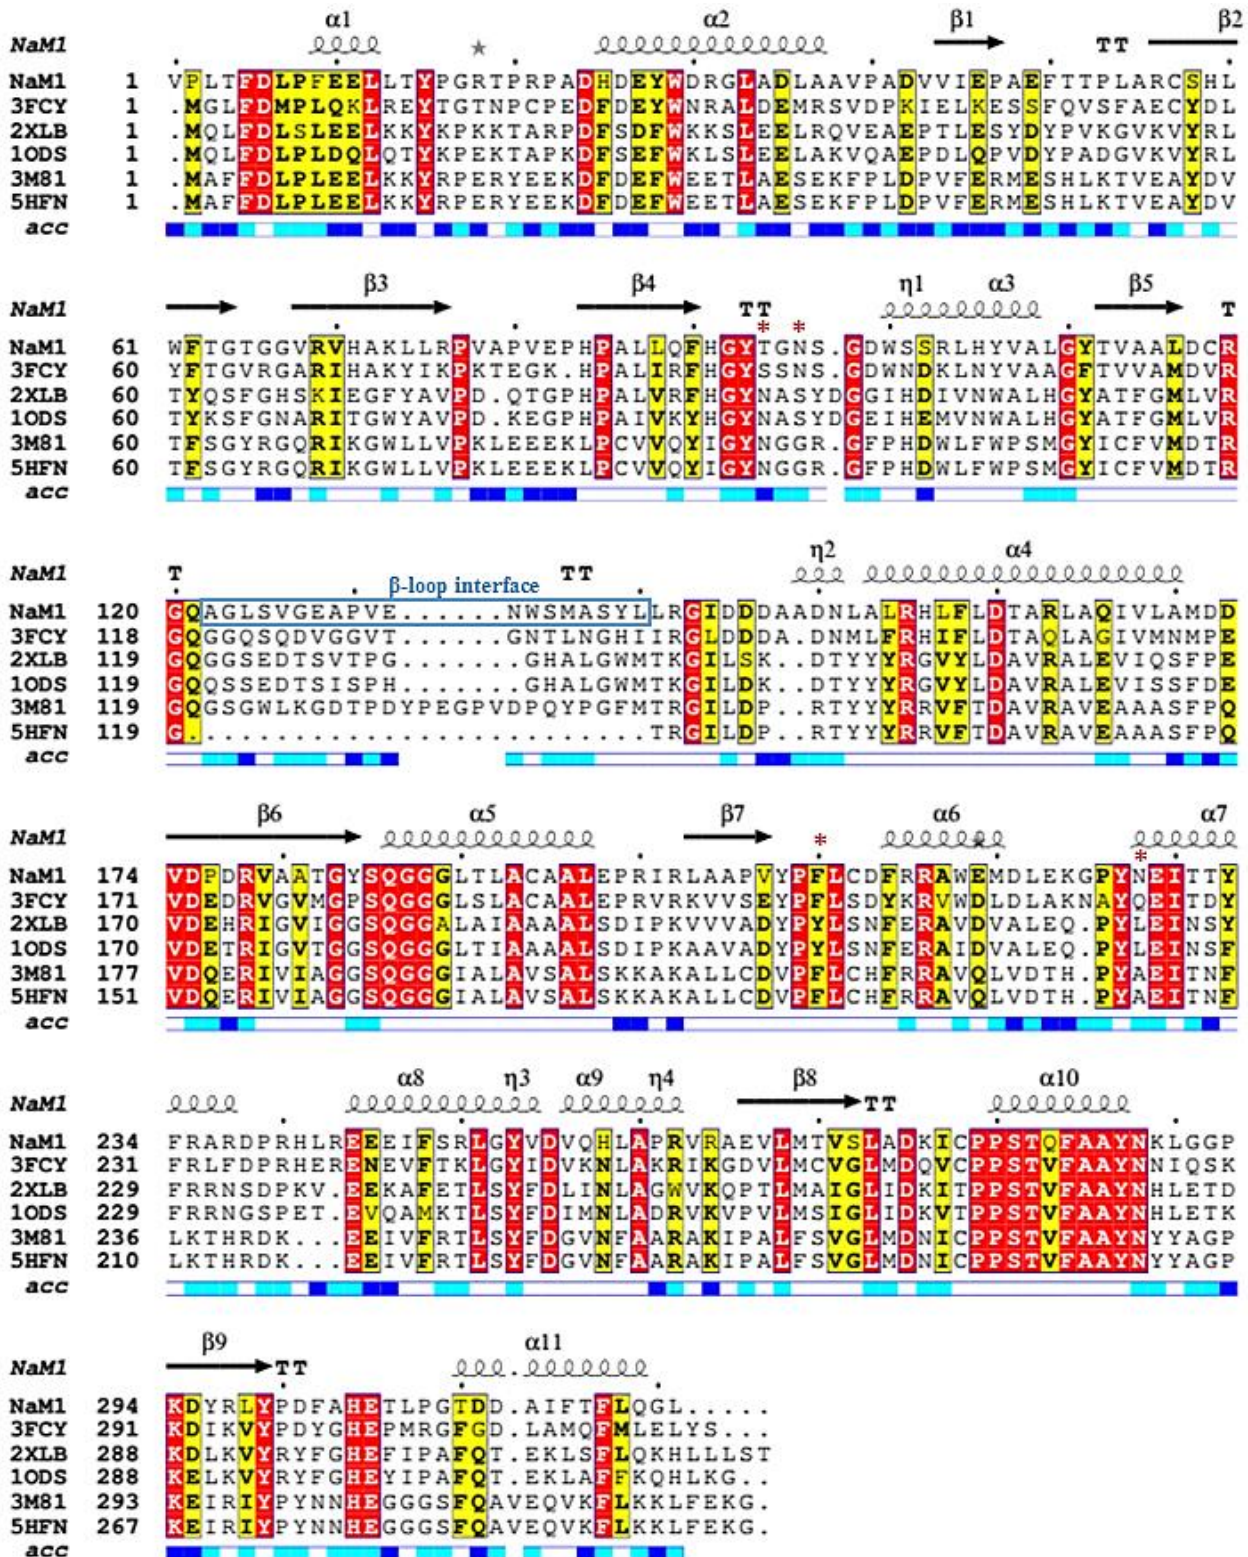 α1 α2 β1 β2
NaM1 TT
NaM1 1 VPLTFDLPFEELLTYPGRTPRPADHDEYWDRGLADLAAVPADVVIEPAEFTTPLARCSHL
3FCY 1 .MGLFDMPLQKLREYTGTNPCPEDFDEYWNRALDEMRSVDPKIELKESSFQVSFAECYDL
2XLB 1 .MQLFDLSLEELKKYKPKKTARPDFSDFWKKSLEELRQVEAEPTLESYDYPVKGVKVYRL
1ODS 1 .MQLFDLPLDQLQTYKPEKTAPKDFSEFWKLSLEELAKVQAEPDLQPVDYPADGVKVYRL
3M81 1 .MAFFDLPLEELKKYRPERYEEKDFDEFWEETLAESEKFPLDPVFERMESHLKTVEAYDV
5HFN 1 .MAFFDLPLEELKKYRPERYEEKDFDEFWEETLAESEKFPLDPVFERMESHLKTVEAYDV
acc
β3 β4 η1 α3 β5
NaM1 TT T
* *
NaM1 61 WFTGTGGVRVHAKLLRPVAPVEPHPALLQFHGYTGNS.GDWSSRLHYVALGYTVAALDCR
3FCY 60 YFTGVRGARIHAKYIKPKTEGK.HPALIRFHGYSSNS.GDWNDKLNYVAAGFTVVAMDVR
2XLB 60 TYQSFGHSKIEGFYAVPD.QTGPHPALVRFHGYNASYDGGIHDIVNWALHGYATFGMLVR
1ODS 60 TYKSFGNARITGWYAVPD.KEGPHPAIVKYHGYNASYDGEIHEMVNWALHGYATFGMLVR
3M81 60 TFSGYRGQRIKGWLLVPKLEEEKLPCVVQYIGYNGGR.GFPHDWLFWPSMGYICFVMDTR
5HFN 60 TFSGYRGQRIKGWLLVPKLEEEKLPCVVQYIGYNGGR.GFPHDWLFWPSMGYICFVMDTR
acc
η2 α4
NaM1 T TT
β-loop interface
NaM1 120 GQAGLSVGEAPVE......NWSMASYLLRGIDDDAADNLALRHLFLDTARLAQIVLAMDD
3FCY 118 GQGGQSQDVGGVT......GNTLNGHIIRGLDDDA.DNMLFRHIFLDTAQLAGIVMNMPE
2XLB 119 GQGGSEDTSVTPG.......GHALGWMTKGILSK..DTYYYRGVYLDAVRALEVIQSFPE
1ODS 119 GQQSSEDTSISPH.......GHALGWMTKGILDK..DTYYYRGVYLDAVRALEVISSFDE
3M81 119 GQGSGWLKGDTPDYPEGPVDPQYPGFMTRGILDP..RTYYYRRVFTDAVRAVEAAASFPQ
5HFN 119 G..........................TRGILDP..RTYYYRRVFTDAVRAVEAAASFPQ
acc
β6 α5 β7 α6 α7
NaM1
* *
NaM1 174 VDPDRVAATGYSQGGGLTLACAALEPRIRLAAPVYPFLCDFRRAWEMDLEKGPYNEITTY
3FCY 171 VDEDRVGVMGPSQGGGLSLACAALEPRVRKVVSEYPFLSDYKRVWDLDLAKNAYQEITDY
2XLB 170 VDEHRIGVIGGSQGGALAIAAAALSDIPKVVVADYPYLSNFERAVDVALEQ.PYLEINSY
1ODS 170 VDETRIGVTGGSQGGGLTIAAAALSDIPKAAVADYPYLSNFERAIDVALEQ.PYLEINSF
3M81 177 VDQERIVIAGGSQGGGIALAVSALSKKAKALLCDVPFLCHFRRAVQLVDTH.PYAEITNF
5HFN 151 VDQERIVIAGGSQGGGIALAVSALSKKAKALLCDVPFLCHFRRAVQLVDTH.PYAEITNF
acc
α8 η3 α9 η4 β8 α10
NaM1 TT
NaM1 234 FRARDPRHLREEEIFSRLGYVDVQHLAPRVRAEVLMTVSLADKICPPSTQFAAYNKLGGP
3FCY 231 FRLFDPRHERENEVFTKLGYIDVKNLAKRIKGDVLMCVGLMDQVCPPSTVFAAYNNIQSK
2XLB 229 FRRNSDPKV.EEKAFETLSYFDLINLAGWVKQPTLMAIGLIDKITPPSTVFAAYNHLETD
1ODS 229 FRRNGSPET.EVQAMKTLSYFDIMNLADRVKVPVLMSIGLIDKVTPPSTVFAAYNHLETK
3M81 236 LKTHRDK...EEIVFRTLSYFDGVNFAARAKIPALFSVGLMDNICPPSTVFAAYNYYAGP
5HFN 210 LKTHRDK...EEIVFRTLSYFDGVNFAARAKIPALFSVGLMDNICPPSTVFAAYNYYAGP
acc
β9 α11
NaM1 TT .
NaM1 294 KDYRLYPDFAHETLPGTDD.AIFTFLQGL.....
3FCY 291 KDIKVYPDYGHEPMRGFGD.LAMQFMLELYS...
2XLB 288 KDLKVYRYFGHEFIPAFQT.EKLSFLQKHLLLST
1ODS 288 KELKVYRYFGHEYIPAFQT.EKLAFFKQHLKG..
3M81 293 KEIRIYPYNNHEGGGSFQAVEQVKFLKKLFEKG.
5HFN 267 KEIRIYPYNNHEGGGSFQAVEQVKFLKKLFEKG.
acc